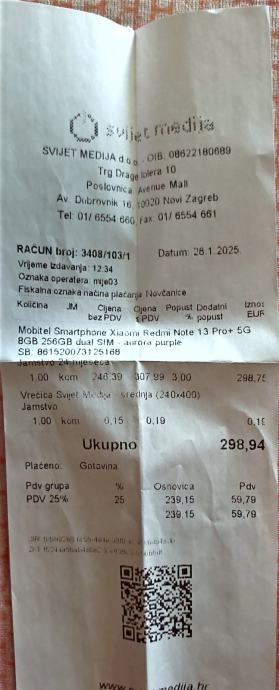 svijet medija
SVIJET MEDIJA d.o.o. OIB: 08622180689
Trg Drage Iblera 10
Poslovnica Avenue Mall
Av. Dubrovnik 16, 10020 Novi Zagreb
Tel: 01/ 6554 660, Fax: 01/ 6554 661
RAČUN broj: 3408/103/1 Datum: 26.1.2025.
Vrijeme izdavanja: 12:34
Oznaka operatera: mije03
Fiskalna oznaka načina plaćanja Novčanice
Količina JM Cijena Cijena Popust Dodatni Iznos
bez PDV s PDV % popust EUR
Mobitel Smartphone Xiaomi Redmi Note 13 Pro+ 5G
8GB 256GB dual SIM - aurora purple
SB: 86152007/3125168
Jamstvo 24 mjeseca
1,00 kom 246,39 307,99 3,00 298,75
Vrećica Svijet Medija - srednja (240x400)
Jamstvo
1,00 kom 0,15 0,19 0,19
Ukupno 298,94
Plaćeno: Gotovina
Pdv grupa % Osnovica Pdv
PDV 25% 25 239,15 59,79
239,15 59,79